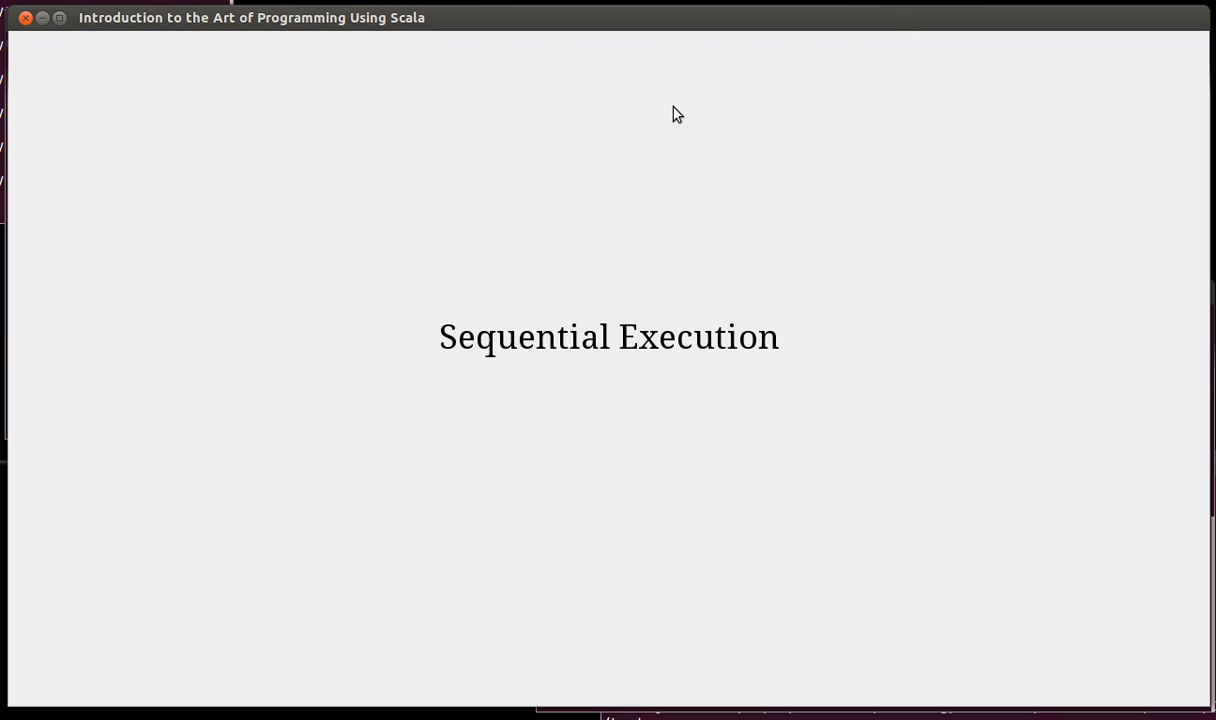 Introduction to the Art of Programming Using Scala
Sequential Execution